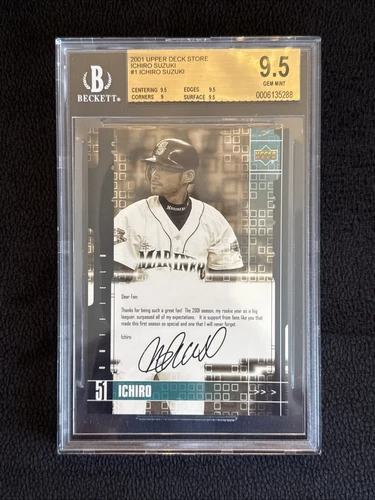 2001 UPPER DECK STORE
ICHIRO SUZUKI
#1 ICHIRO SUZUKI
B
BECKETT
CENTERING 9.5 EDGES 9.5
CORNERS 9 SURFACE 9.5
9.5
GEM MINT
0006135288
UPPER DECK
MARINERS
Dear Fan:
Thanks for being such a great fan! The 2001 season, my rookie year as a big
leaguer, surpassed all of my expectations. It is support from fans like you that
made this first season so special and one that I will never forget.
Ichiro
51 ICHIRO >> >